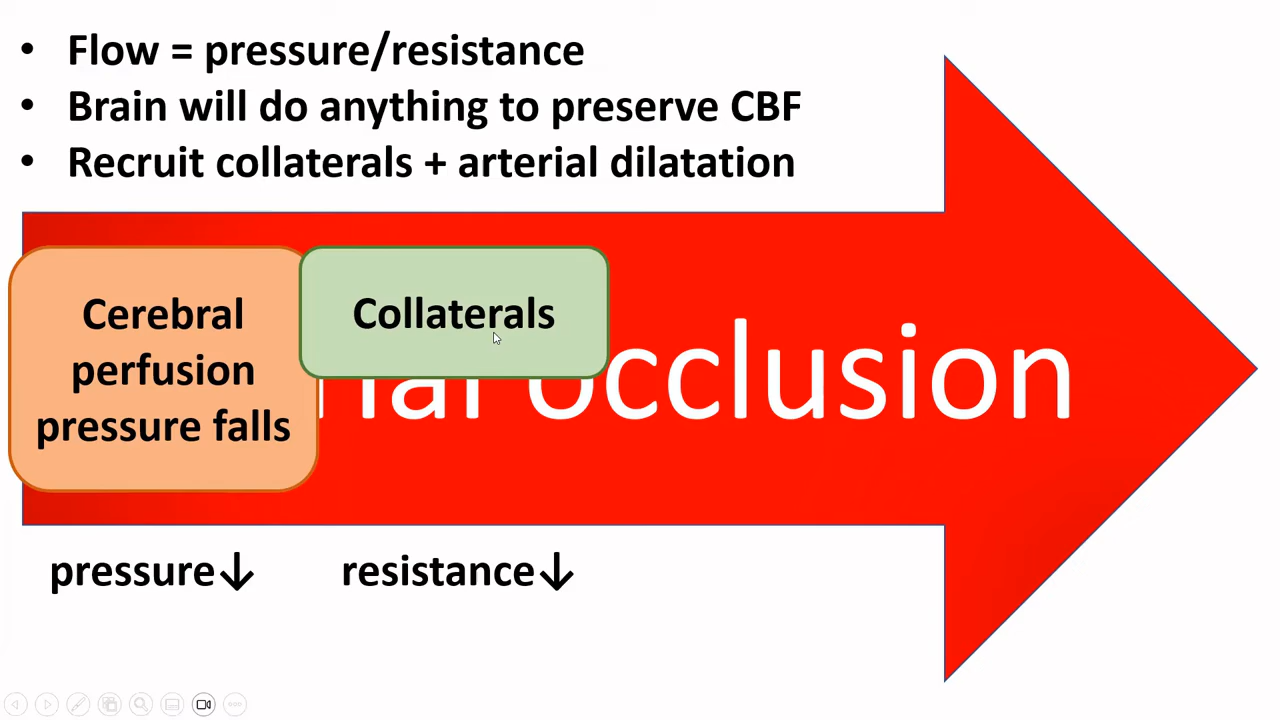 • Flow = pressure/resistance
• Brain will do anything to preserve CBF
• Recruit collaterals + arterial dilatation
Cerebral
perfusion
pressure falls
Collaterals
occlusion
pressure↓
resistance↓